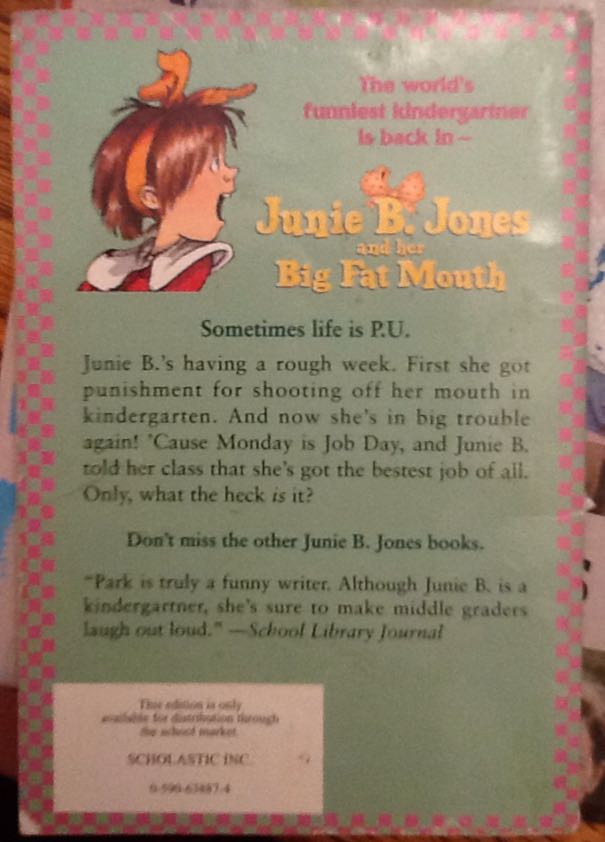 The world's
funniest kindergartner
is back in—
Junie B. Jones
and her
Big Fat Mouth
Sometimes life is P.U.
Junie B.'s having a rough week. First she got
punishment for shooting off her mouth in
kindergarten. And now she's in big trouble
again! 'Cause Monday is Job Day, and Junie B.
told her class that she's got the bestest job of all.
Only, what the heck is it?
Don't miss the other Junie B. Jones books.
"Park is truly a funny writer. Although Junie B. is a
kindergartner, she's sure to make middle graders
laugh out loud." —School Library Journal
This edition is only
available for distribution through
the school market
SCHOLASTIC INC.
0-590-63487-4